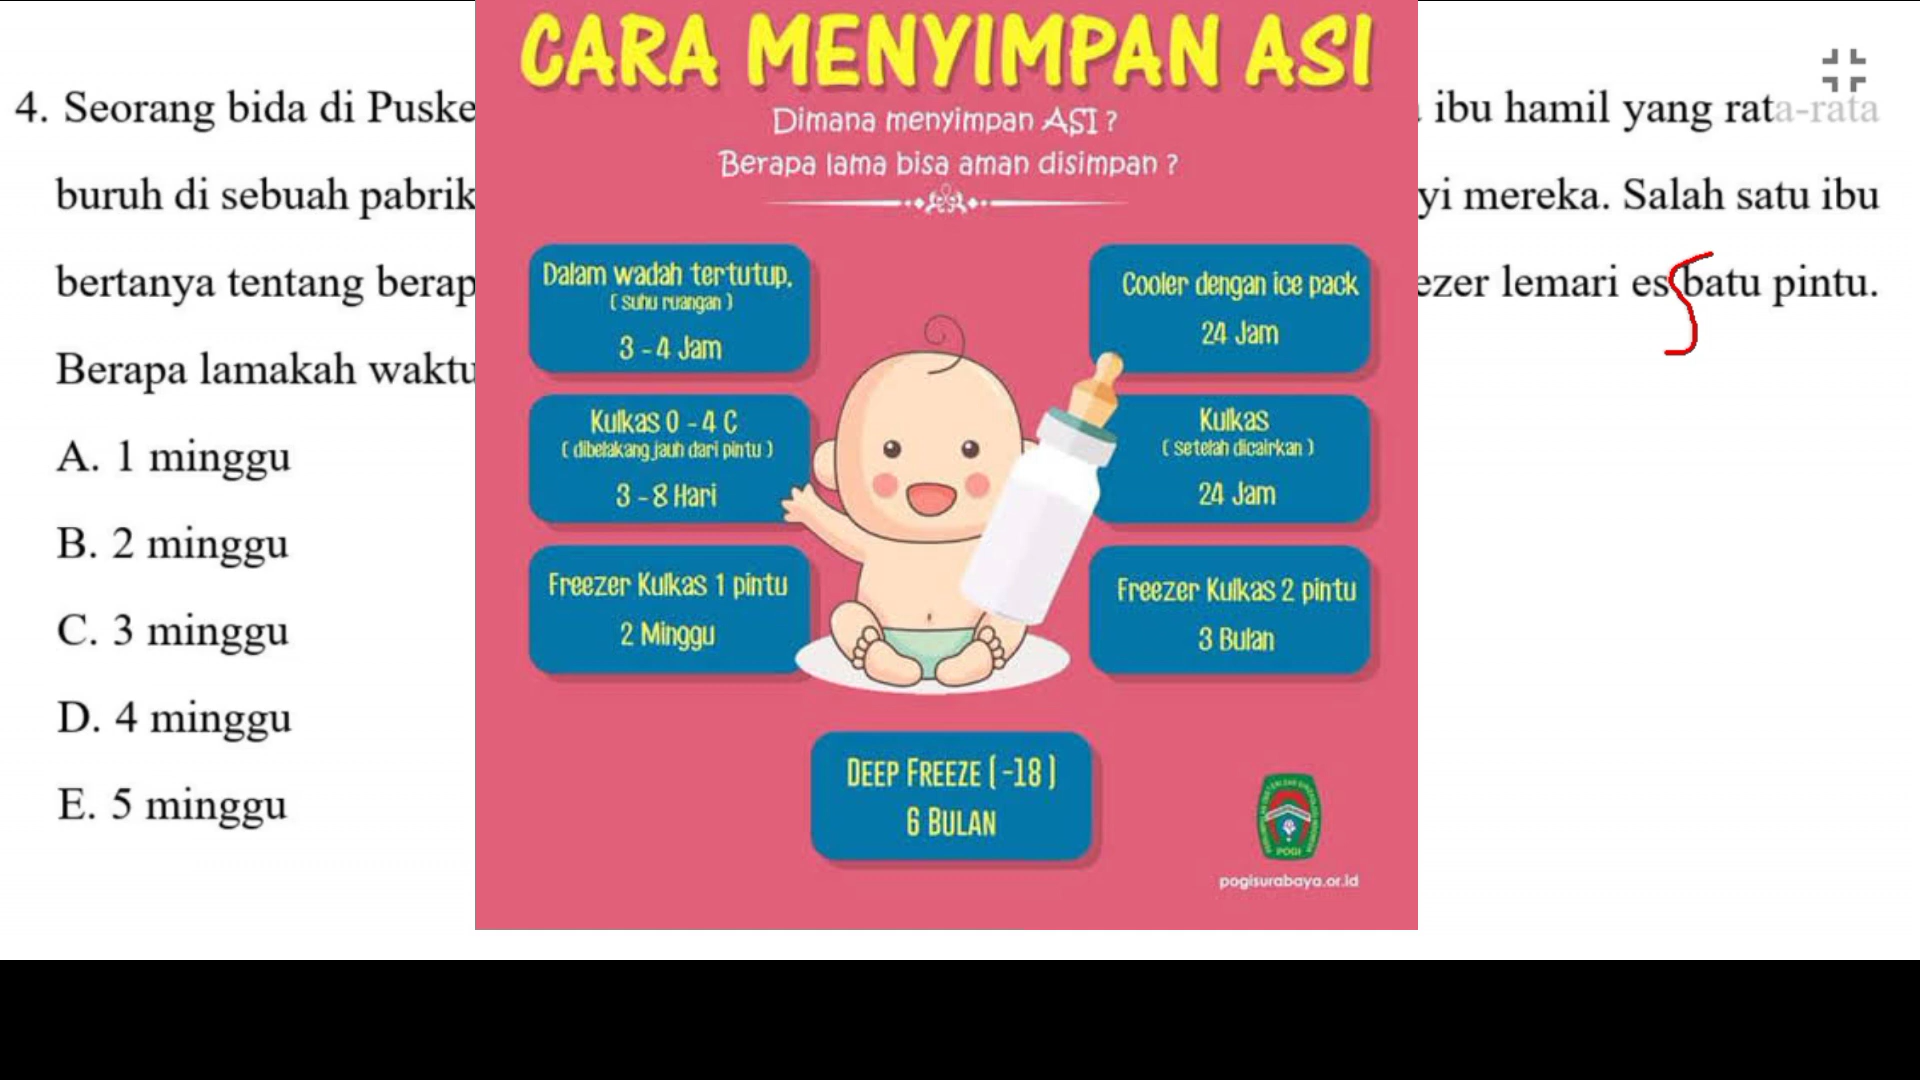 CARA MENYIMPAN ASI
Dimana menyimpan ASI ?
Berapa lama bisa aman disimpan ?
Dalam wadah tertutup,
( suhu ruangan )
3 - 4 Jam
Cooler dengan ice pack
24 Jam
Kulkas 0 - 4 C
( dibelakang jauh dari pintu )
3 - 8 Hari
Kulkas
( setelah dicairkan )
24 Jam
Freezer Kulkas 1 pintu
2 Minggu
Freezer Kulkas 2 pintu
3 Bulan
DEEP FREEZE ( -18 )
6 BULAN
POGI
pogisurabaya.or.id
4. Seorang bida di Puske
ibu hamil yang rata-rata
buruh di sebuah pabrik
yi mereka. Salah satu ibu
bertanya tentang berap
ezer lemari es batu pintu.
Berapa lamakah waktu
A. 1 minggu
B. 2 minggu
C. 3 minggu
D. 4 minggu
E. 5 minggu